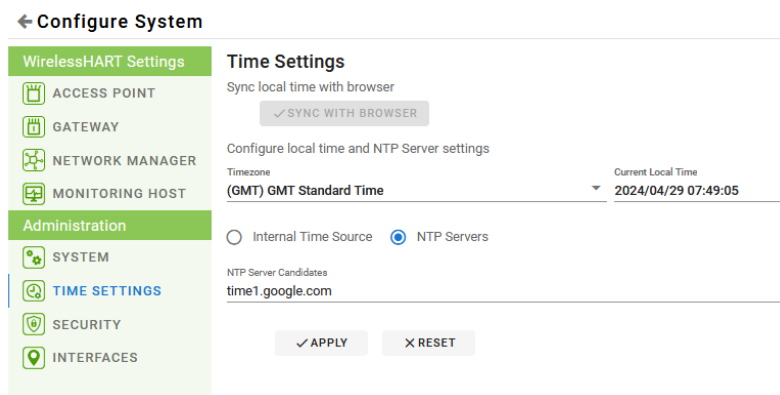 Configure System
WirelessHART Settings
ACCESS POINT
GATEWAY
NETWORK MANAGER
MONITORING HOST
Administration
SYSTEM
TIME SETTINGS
SECURITY
INTERFACES
Time Settings
Sync local time with browser
SYNC WITH BROWSER
Configure local time and NTP Server settings
Timezone
(GMT) GMT Standard Time
Current Local Time
2024/04/29 07:49:05
Internal Time Source
NTP Servers
NTP Server Candidates
time1.google.com
APPLY
RESET